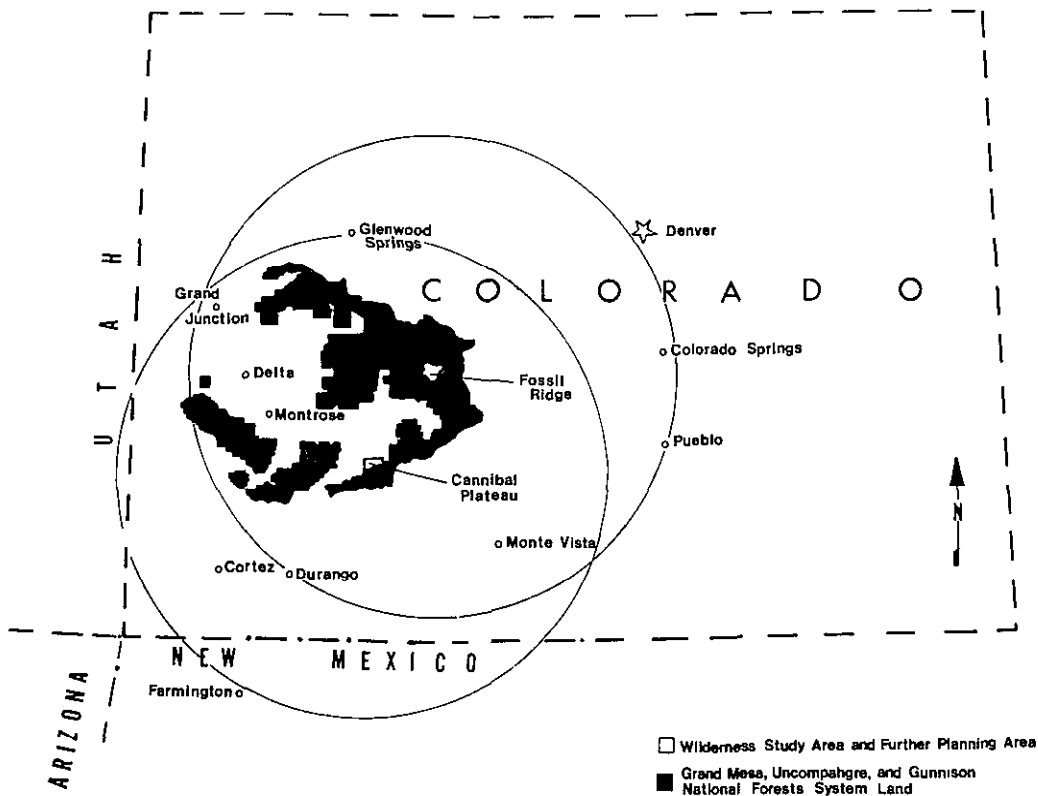 Glenwood
Springs
Denver
COLORADO
UTAH
Grand
Junction
Colorado Springs
Delta
Fossil
Ridge
Montrose
Pueblo
Cannibal
Plateau
N
Monte Vista
Cortez
Durango
NEW MEXICO
Farmington
ARIZONA
Wilderness Study Area and Further Planning Area
Grand Mesa, Uncompahgre, and Gunnison
National Forests System Land